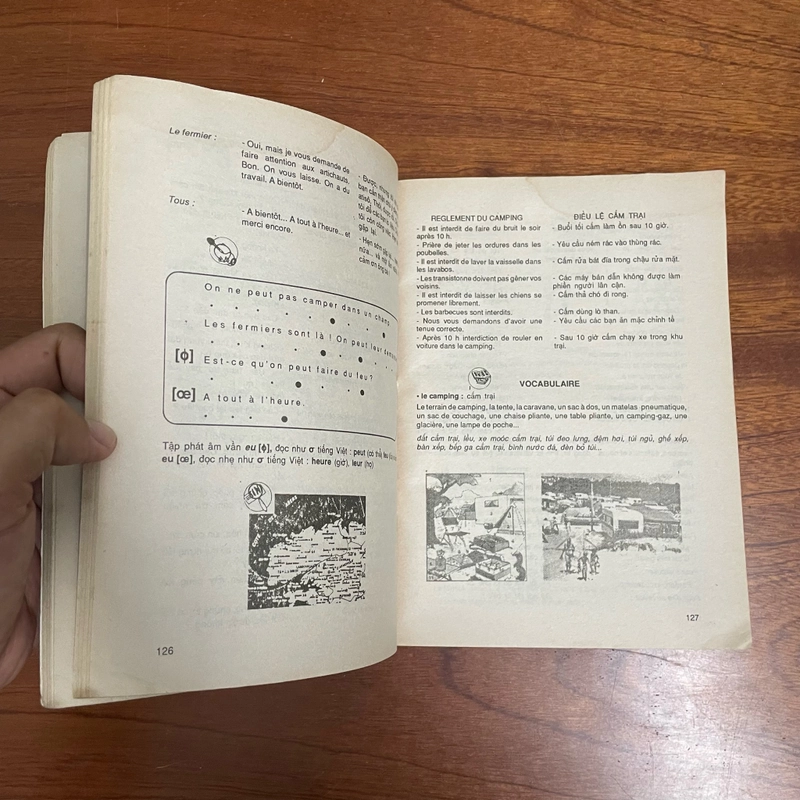 Le fermier :
- Oui, mais je vous demande de
faire attention aux artichauts.
Bon. On vous laisse. On a du
travail. A bientôt.
Tous :
- A bientôt... A tout à l'heure... et
merci encore.
On ne peut pas camper dans un champ
Les fermiers sont là ! On peut leur
[ϕ] Est-ce qu'on peut faire du feu ?
[œ] A tout à l'heure.
Tập phát âm vần eu [ϕ], đọc như ơ tiếng Việt : peut (có thể)
eu [œ], đọc nhẹ như ơ tiếng Việt : heure (giờ), leur (họ)
126
REGLEMENT DU CAMPING
- Il est interdit de faire du bruit le soir
après 10 h.
- Prière de jeter les ordures dans les
poubelles.
- Il est interdit de laver la vaisselle dans
les lavabos.
- Les transistonne doivent pas gêner vos
voisins.
- Il est interdit de laisser les chiens se
promener librement.
- Les barbecues sont interdits.
- Nous vous demandons d'avoir une
tenue correcte.
- Après 10 h interdiction de rouler en
voiture dans le camping.
ĐIỀU LỆ CẮM TRẠI
- Buổi tối cấm làm ồn sau 10 giờ.
- Yêu cầu ném rác vào thùng rác.
- Cấm rửa bát đĩa trong chậu rửa mặt.
- Các máy bán dẫn không được làm
phiền người lân cận.
- Cấm thả chó đi rong.
- Cấm dùng lò than.
- Yêu cầu các bạn ăn mặc chỉnh tề
- Sau 10 giờ cấm chạy xe trong khu
trại.
VOCABULAIRE
• le camping : cắm trại
Le terrain de camping, la tente, la caravane, un sac à dos, un matelas pneumatique,
un sac de couchage, une chaise pliante, une table pliante, un camping-gaz, une
glacière, une lampe de poche...
đất cắm trại, lều, xe moóc cắm trại, túi đeo lưng, đệm hơi, túi ngủ, ghế xếp,
bàn xếp, bếp ga cắm trại, bình nước đá, đèn bỏ túi...
127